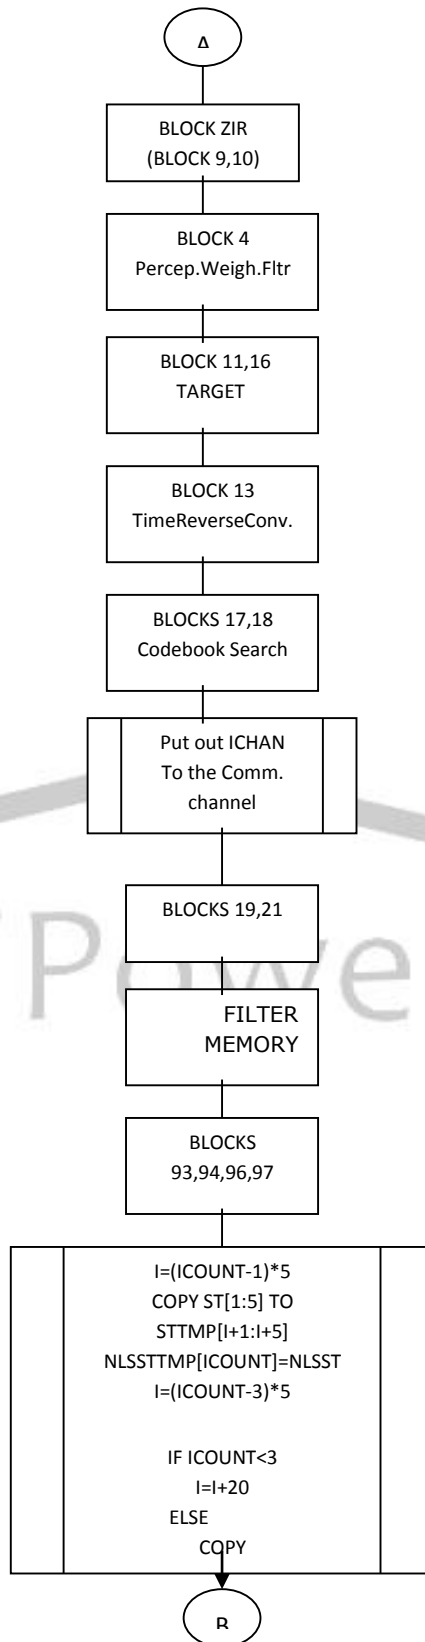 A
BLOCK ZIR
(BLOCK 9,10)
BLOCK 4
Percep.Weigh.Fltr
BLOCK 11,16
TARGET
BLOCK 13
TimeReverseConv.
BLOCKS 17,18
Codebook Search
Put out ICHAN
To the Comm.
channel
BLOCKS 19,21
Powe
FILTER
MEMORY
BLOCKS
93,94,96,97
I=(ICOUNT-1)*5
COPY ST[1:5] TO
STTMP[I+1:I+5]
NLSSTTMP[ICOUNT]=NLSST
I=(ICOUNT-3)*5
IF ICOUNT<3
I=I+20
ELSE
COPY
B